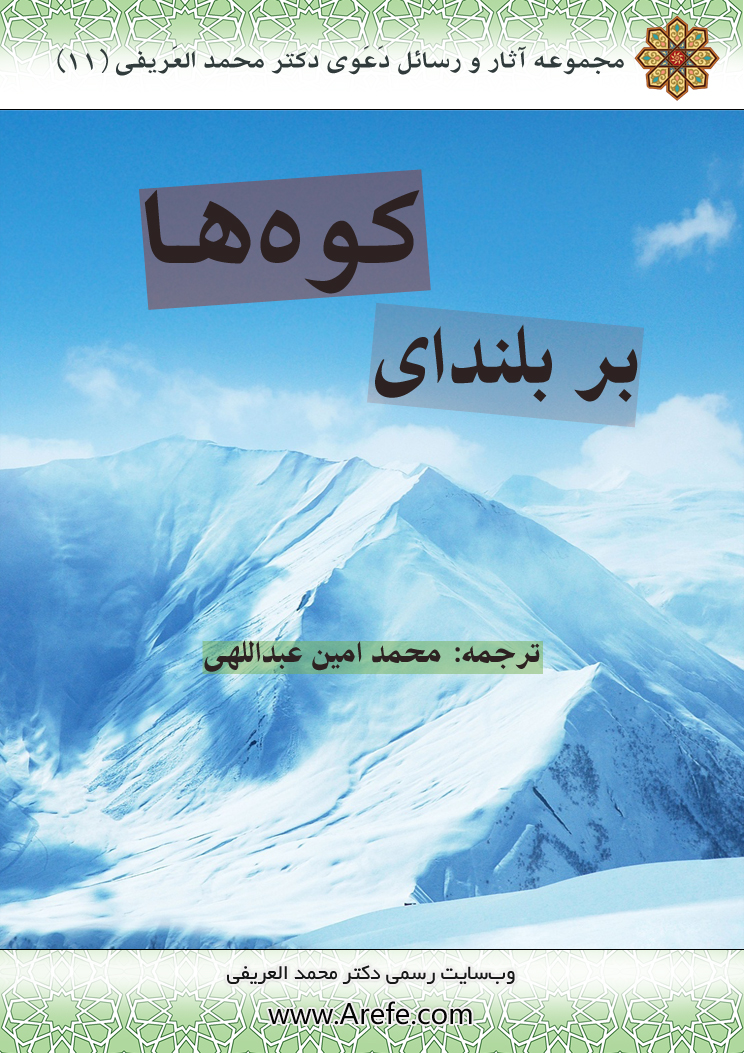 مجموعه آثار و رسائل دَعَوی دکتر محمد العَریفی (۱۱)
کوه‌ها
بر بلندای
ترجمه: محمد امین عبداللهی
وب‌سایت رسمی دکتر محمد العریفی
www.Arefe.com